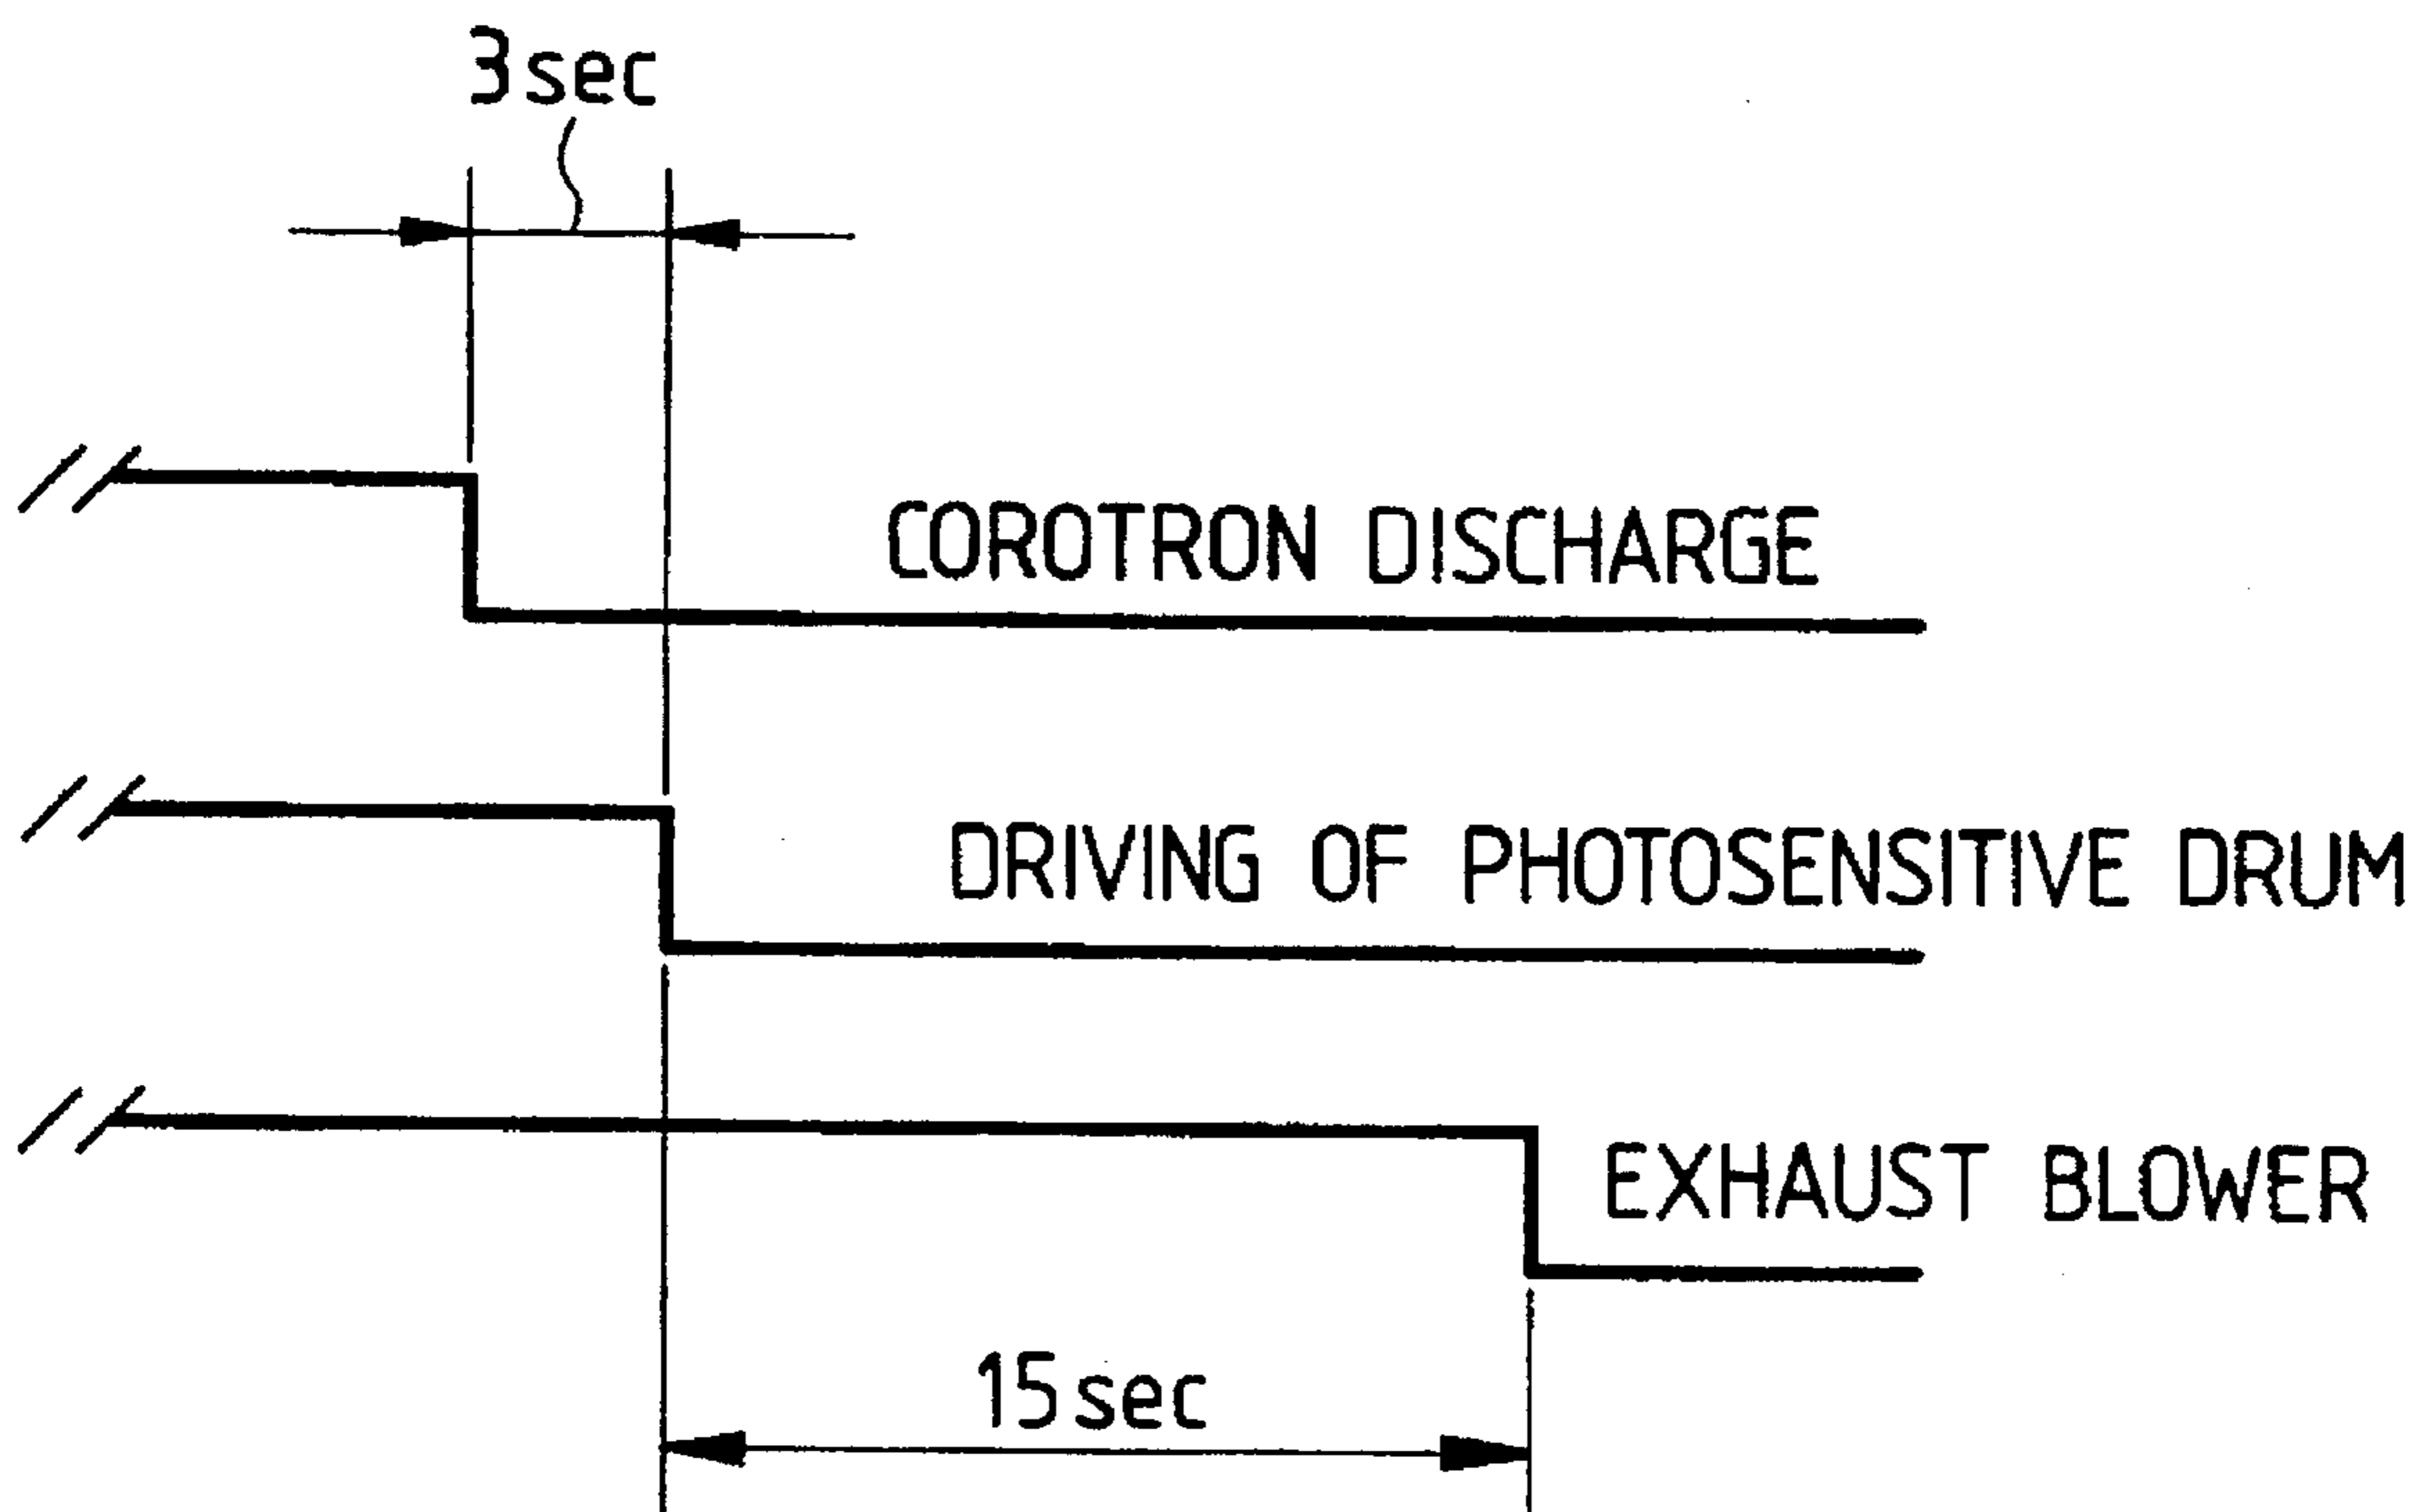 3sec
COROTRON DISCHARGE
DRIVING OF PHOTOSENSITIVE DRUM
EXHAUST BLOWER
15sec